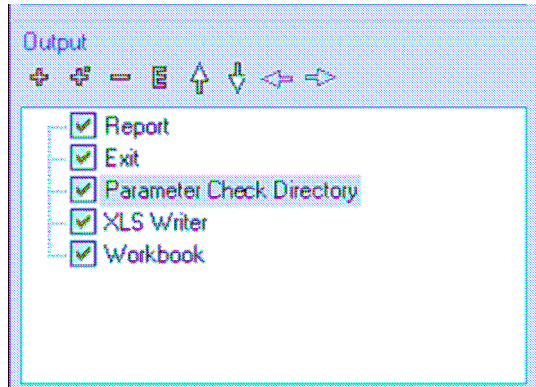 Output
E
Report
Exit
Parameter Check Directory
XLS Writer
Workbook